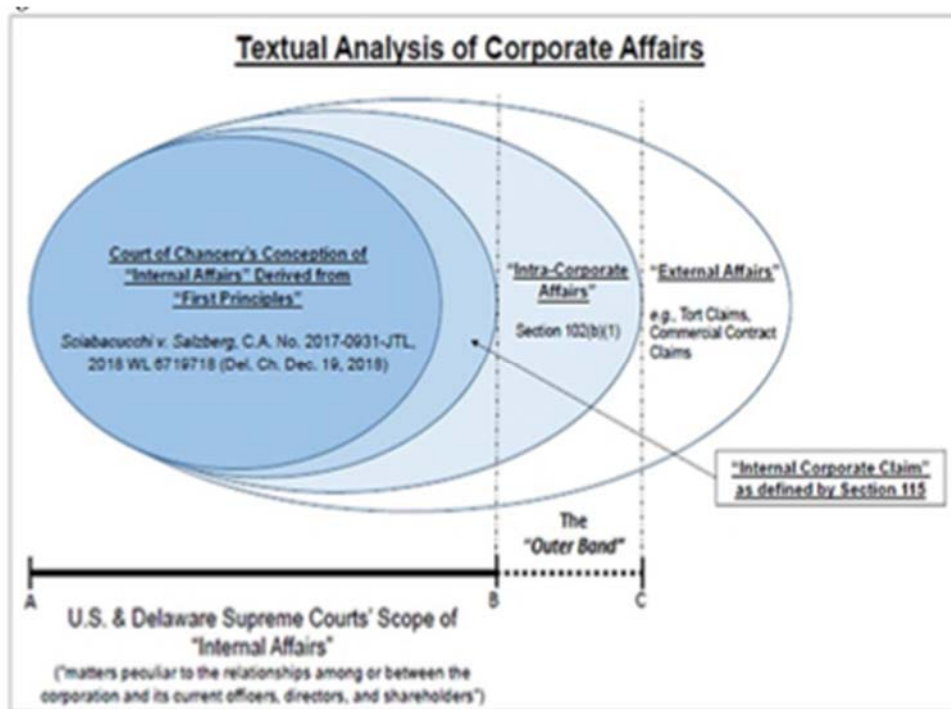 Textual Analysis of Corporate Affairs
Court of Chancery's Conception of
"Internal Affairs" Derived from
"First Principles"
Sciabacucchi v. Salzberg, C.A. No. 2017-0931-JTL,
2018 WL 6719718 (Del. Ch. Dec. 19, 2018)
"Intra-Corporate
Affairs"
Section 102(b)(1)
"External Affairs"
e.g., Tort Claims,
Commercial Contract
Claims
"Internal Corporate Claim"
as defined by Section 115
The
"Outer Band"
A
B
C
U.S. & Delaware Supreme Courts' Scope of
"Internal Affairs"
("matters peculiar to the relationships among or between the
corporation and its current officers, directors, and shareholders")